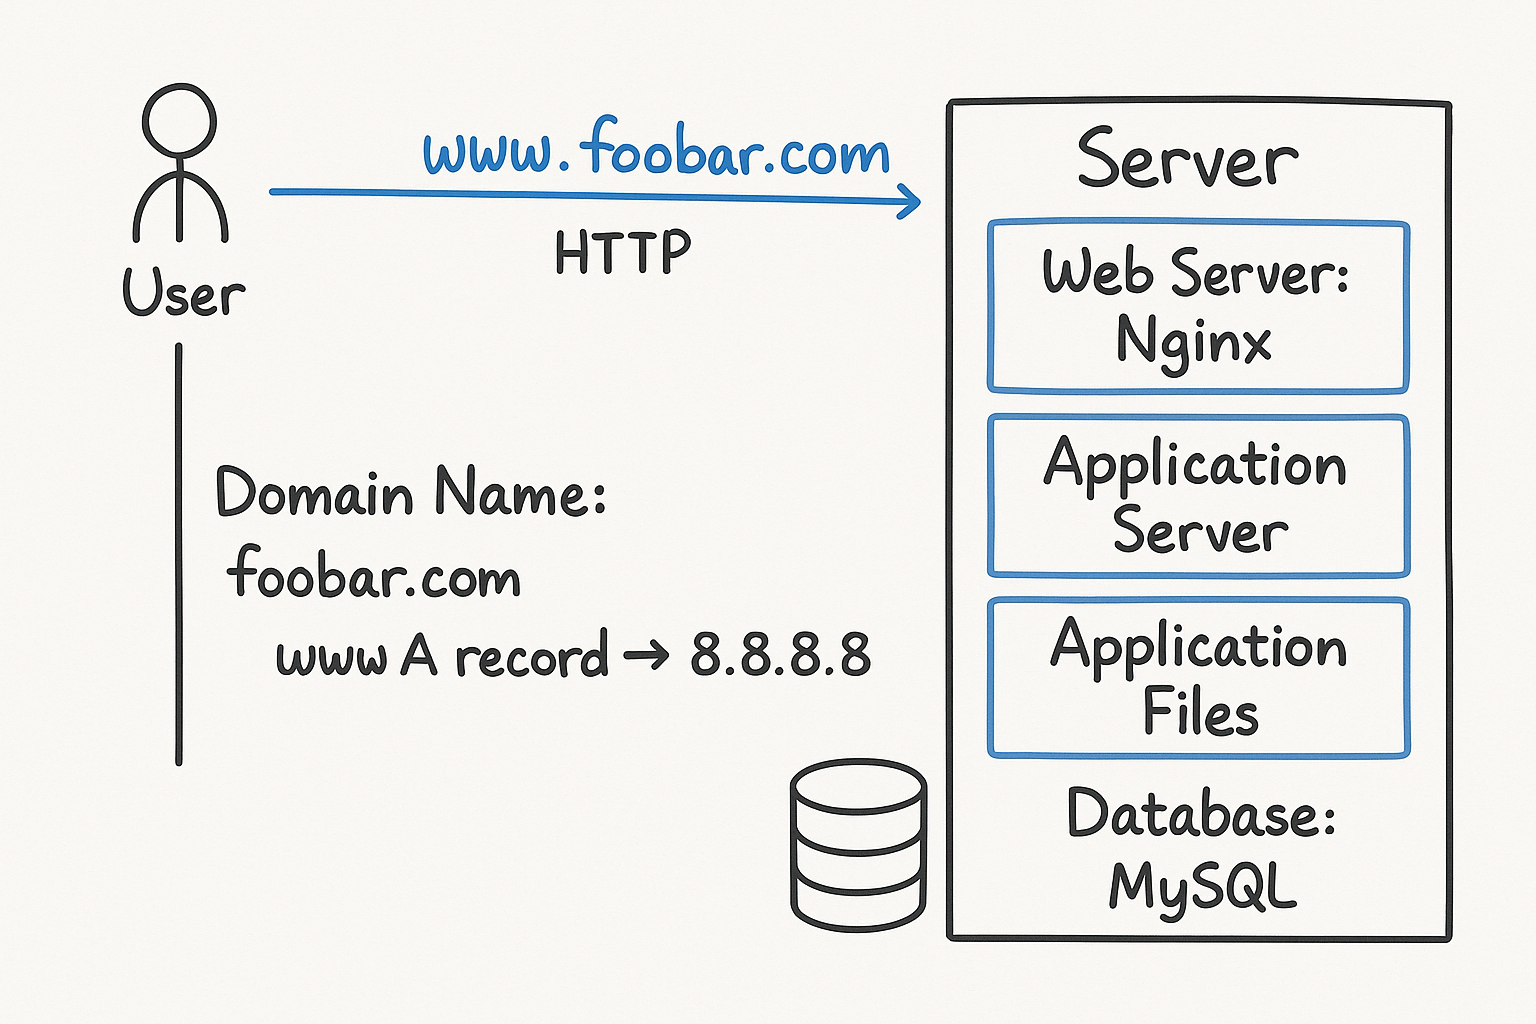 www.foobar.com
HTTP
User
Domain Name:
foobar.com
www A record → 8.8.8.8
Server
Web Server:
Nginx
Application
Server
Application
Files
Database:
MySQL